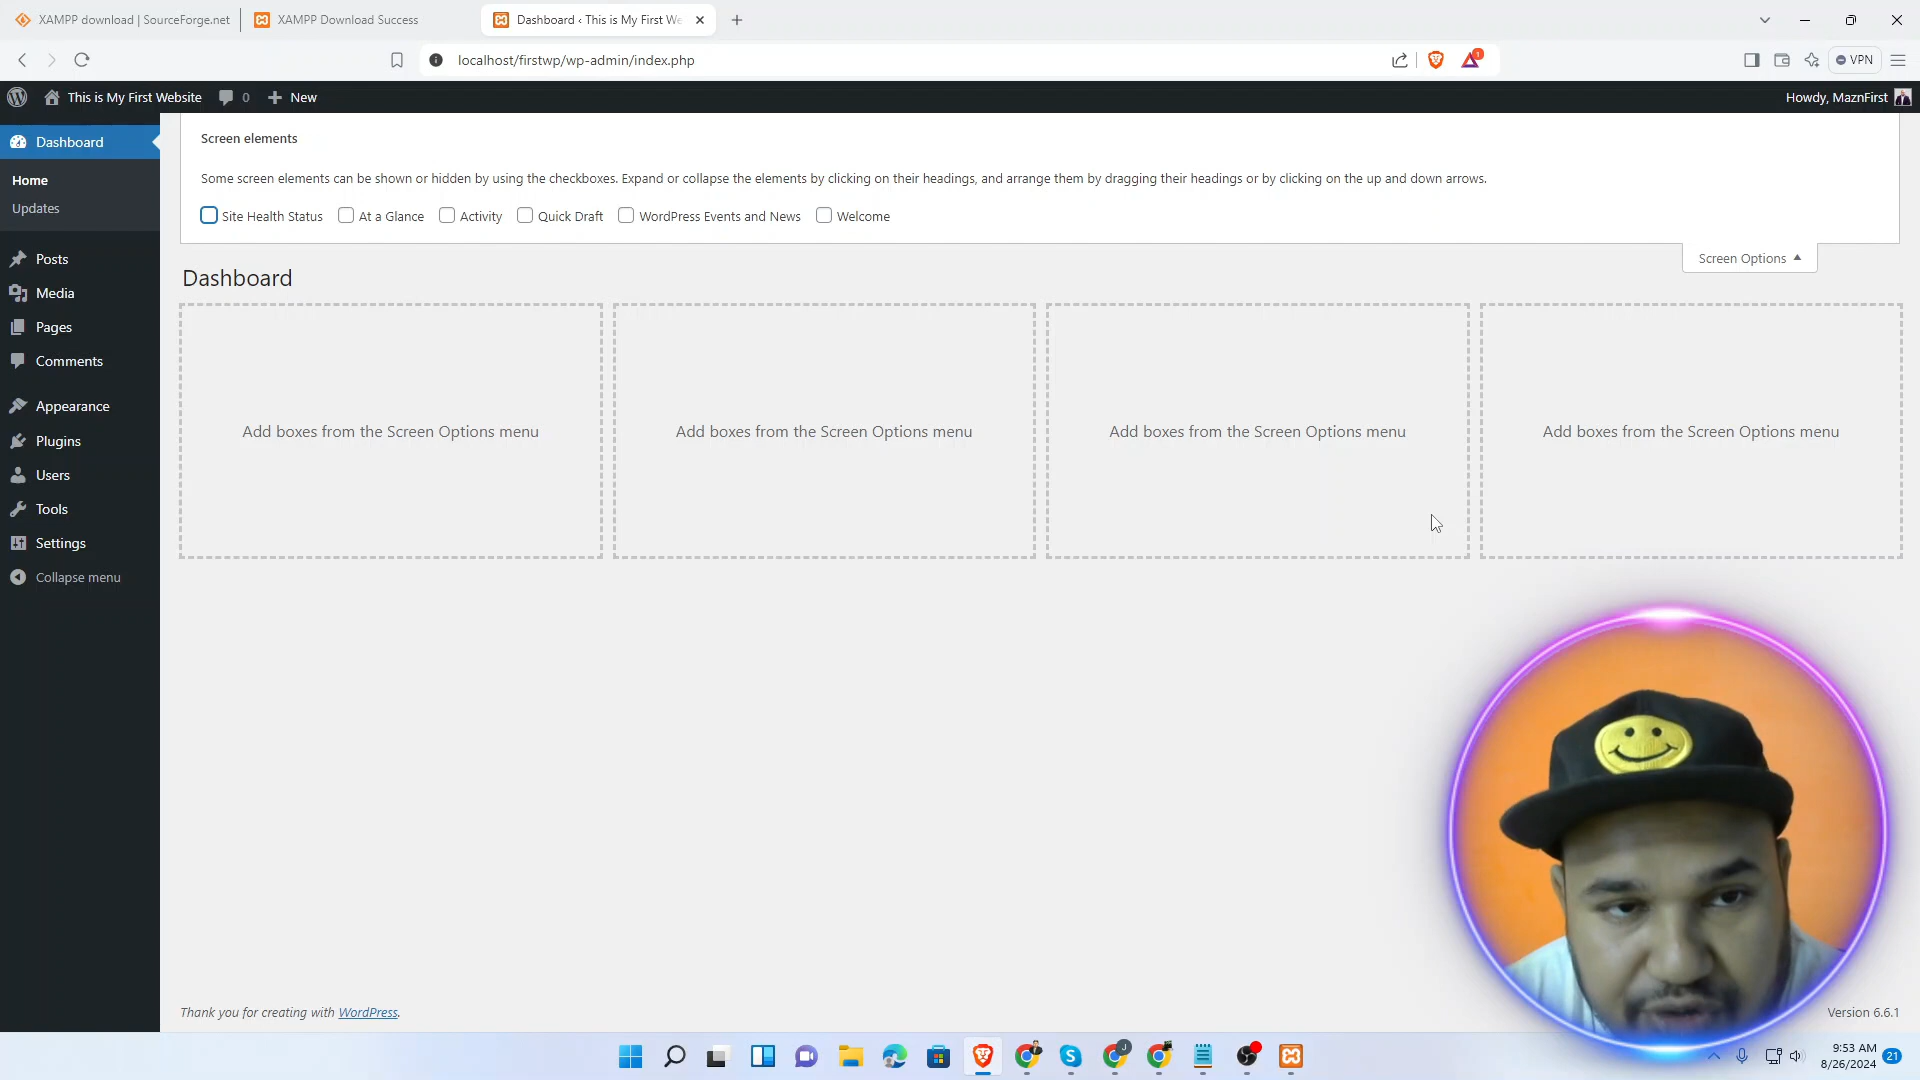 XAMPP download | SourceForge.net
XAMPP Download Success
Dashboard ‹ This is My First We
localhost/firstwp/wp-admin/index.php
1
VPN
This is My First Website
0
New
Howdy, MaznFirst
Dashboard
Home
Updates
Posts
Media
Pages
Comments
Appearance
Plugins
Users
Tools
Settings
Collapse menu
Screen elements
Some screen elements can be shown or hidden by using the checkboxes. Expand or collapse the elements by clicking on their headings, and arrange them by dragging their headings or by clicking on the up and down arrows.
Site Health Status At a Glance Activity Quick Draft WordPress Events and News Welcome
Screen Options
Dashboard
Add boxes from the Screen Options menu
Add boxes from the Screen Options menu
Add boxes from the Screen Options menu
Add boxes from the Screen Options menu
Thank you for creating with WordPress.
Version 6.6.1
J
9:53 AM
8/26/2024
21